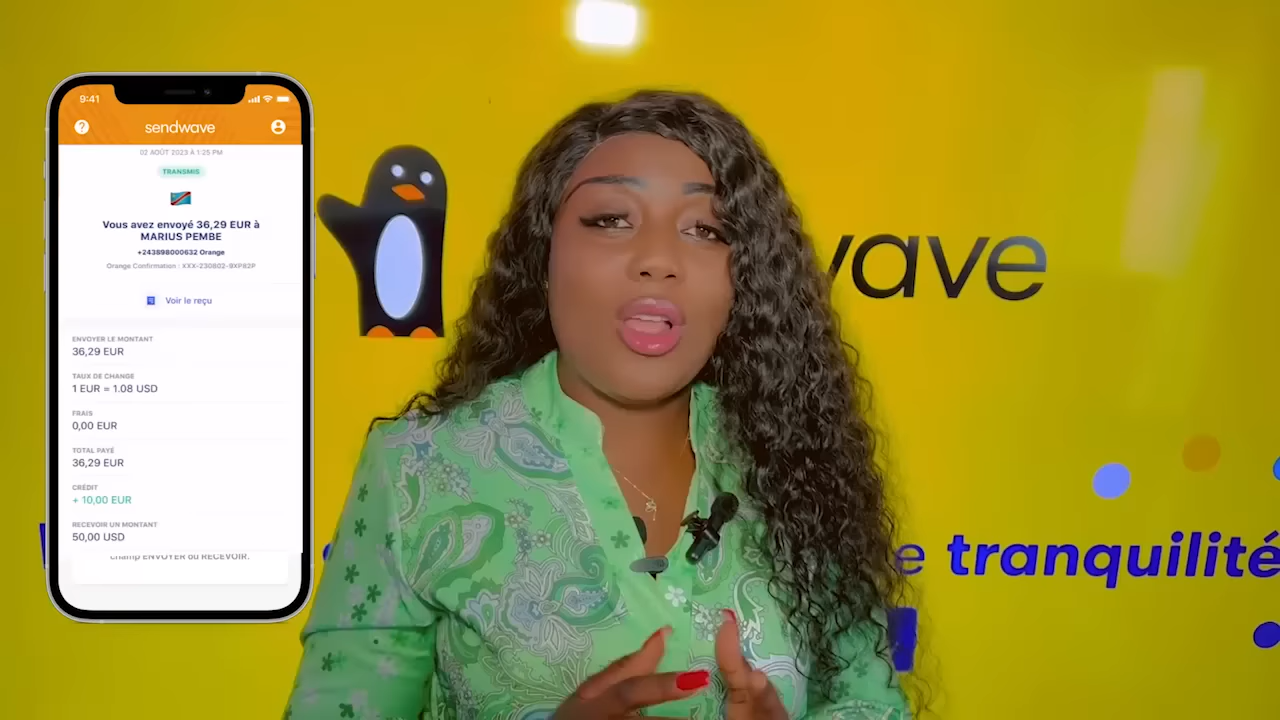 9:41
sendwave
02 AOÛT 2023 À 1:25 PM
TRANSMIS
Vous avez envoyé 36,29 EUR à
MARIUS PEMBE
+243898000632 Orange
Orange Confirmation : XXX-230802-9XP82P
Voir le reçu
ENVOYER LE MONTANT
36,29 EUR
TAUX DE CHANGE
1 EUR = 1.08 USD
FRAIS
0,00 EUR
TOTAL PAYÉ
36,29 EUR
CRÉDIT
+ 10,00 EUR
RECEVOIR UN MONTANT
50,00 USD
champ ENVOYER ou RECEVOIR.
wave
e tranquilité